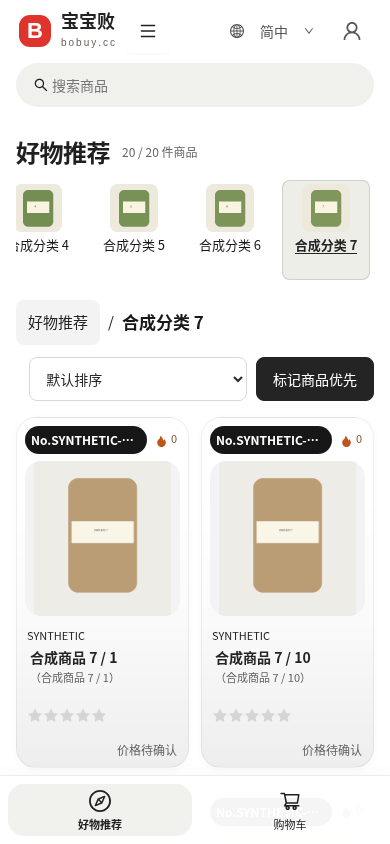 B 宝宝败
bobuy.cc
简中
搜索商品
好物推荐 20 / 20 件商品
合成分类 4 合成分类 5 合成分类 6 合成分类 7
好物推荐 / 合成分类 7
默认排序 标记商品优先
No.SYNTHETIC-… 0 No.SYNTHETIC-… 0
SYNTHETIC SYNTHETIC
合成商品 7 / 1 合成商品 7 / 10
（合成商品 7 / 1） （合成商品 7 / 10）
价格待确认 价格待确认
No.SYNTHETIC-…
好物推荐 购物车